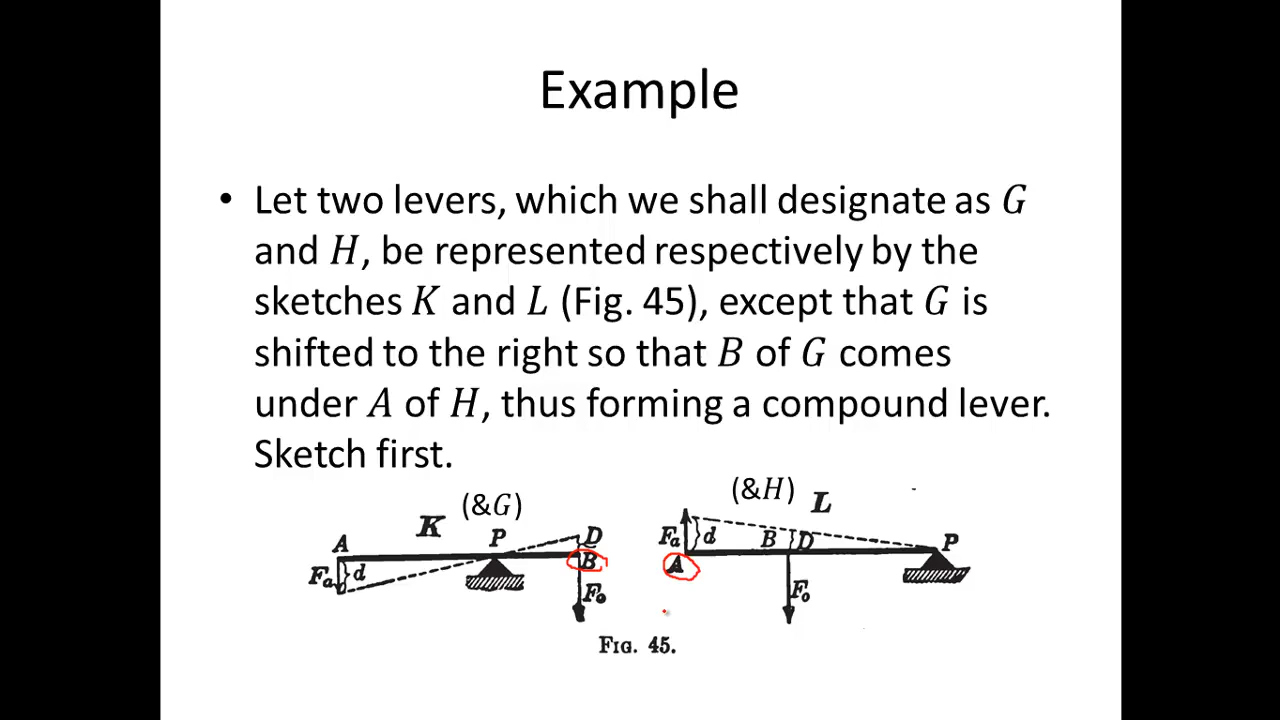 Example
• Let two levers, which we shall designate as G
and H, be represented respectively by the
sketches K and L (Fig. 45), except that G is
shifted to the right so that B of G comes
under A of H, thus forming a compound lever.
Sketch first.
(&G) (&H)
K L
A P D Fa d B P
Fa d B A D
Fo Fo
FIG. 45.